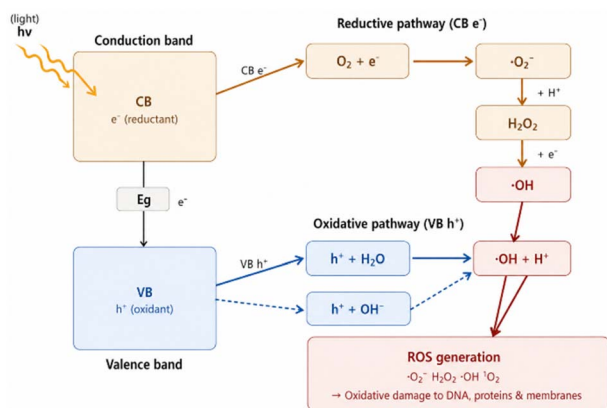 (light)
hν
Conduction band
CB
e⁻ (reductant)
CB e⁻
Reductive pathway (CB e⁻)
O₂ + e⁻
·O₂⁻
+ H⁺
H₂O₂
+ e⁻
·OH
Eg
e⁻
Oxidative pathway (VB h⁺)
VB
h⁺ (oxidant)
Valence band
VB h⁺
h⁺ + H₂O
·OH + H⁺
h⁺ + OH⁻
ROS generation
·O₂⁻ H₂O₂ ·OH ¹O₂
→ Oxidative damage to DNA, proteins & membranes